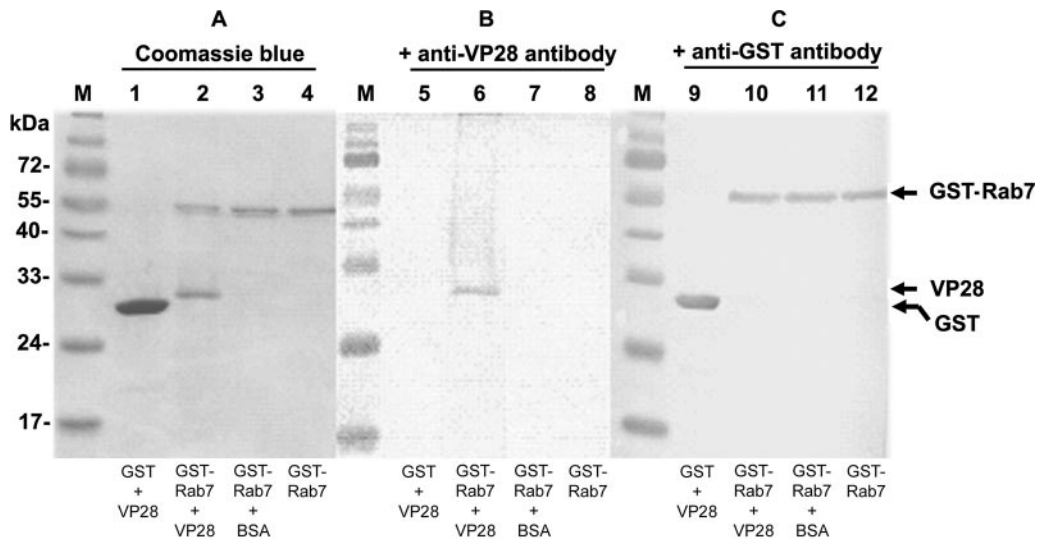 A B C
Coomassie blue + anti-VP28 antibody + anti-GST antibody
M 1 2 3 4 M 5 6 7 8 M 9 10 11 12
kDa
72-
55-
40-
33-
24-
17-
GST-Rab7
VP28
GST
GST GST- GST- GST- GST GST- GST- GST- GST GST- GST- GST-
+ Rab7 Rab7 Rab7 + Rab7 Rab7 Rab7 + Rab7 Rab7 Rab7
VP28 + + VP28 + + VP28 + +
VP28 BSA VP28 BSA VP28 BSA